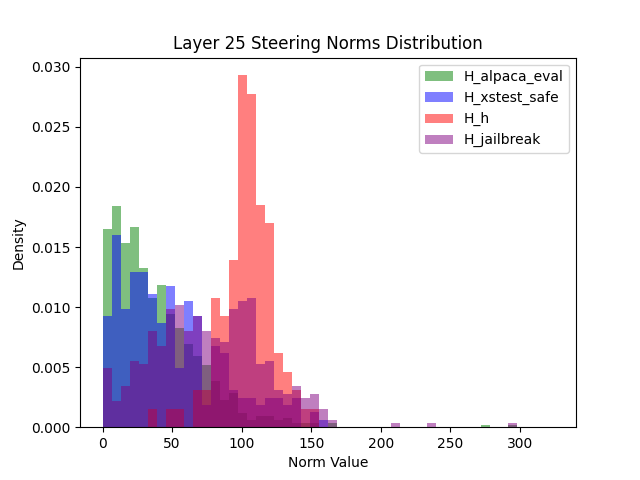 Layer 25 Steering Norms Distribution
H_alpaca_eval
H_xstest_safe
H_h
H_jailbreak
0.030
0.025
0.020
0.015
0.010
0.005
0.000
Density
0 50 100 150 200 250 300
Norm Value